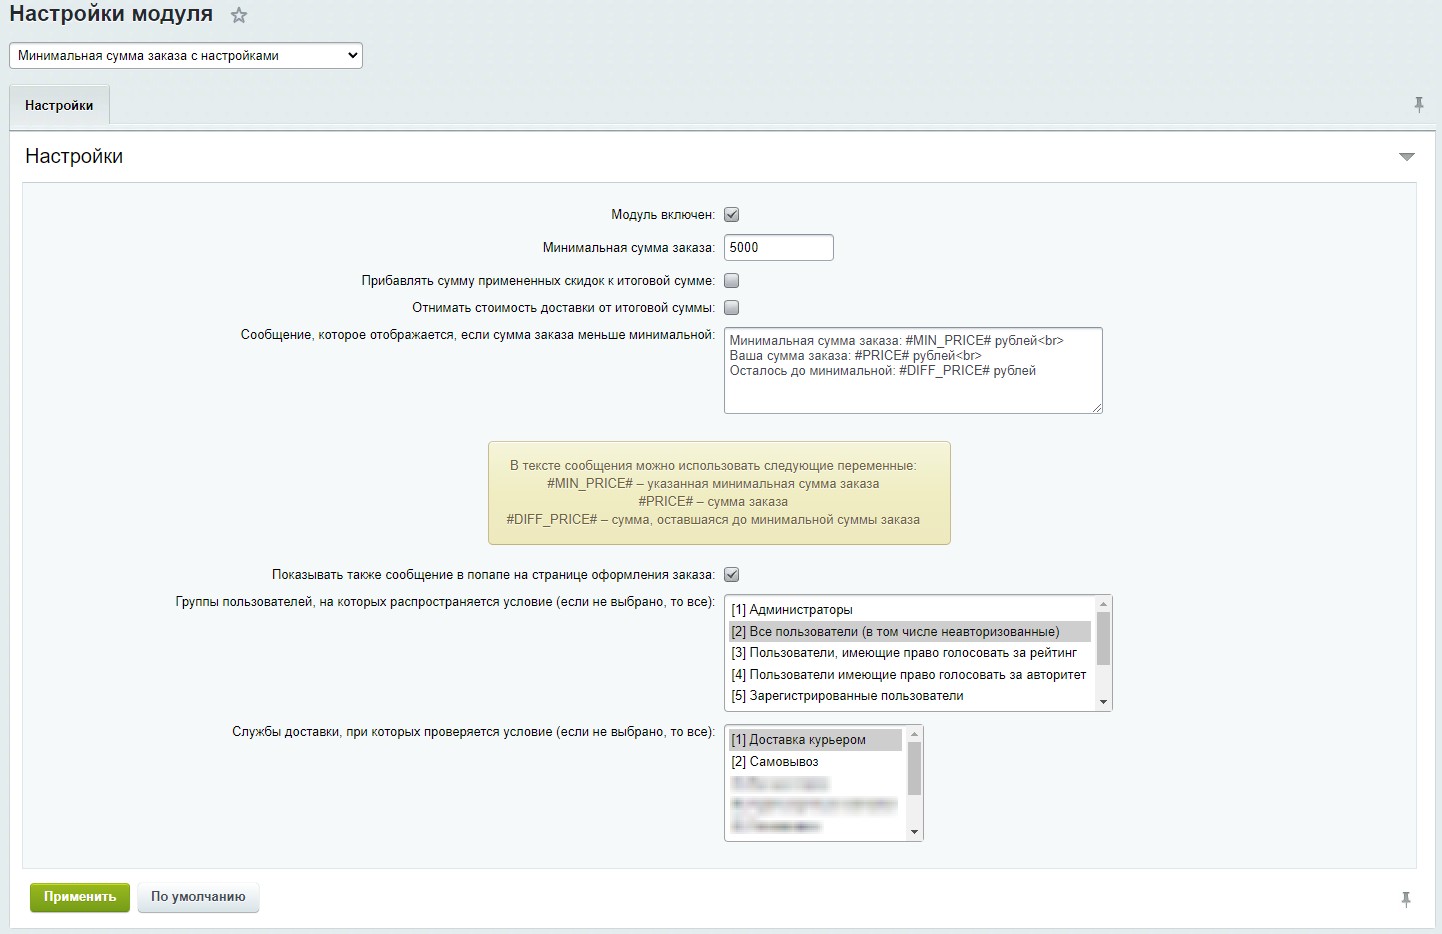 Настройки модуля
Минимальная сумма заказа с настройками
Настройки
Настройки
Модуль включен:
Минимальная сумма заказа: 5000
Прибавлять сумму примененных скидок к итоговой сумме:
Отнимать стоимость доставки от итоговой суммы:
Сообщение, которое отображается, если сумма заказа меньше минимальной:
Минимальная сумма заказа: #MIN_PRICE# рублей<br>
Ваша сумма заказа: #PRICE# рублей<br>
Осталось до минимальной: #DIFF_PRICE# рублей
В тексте сообщения можно использовать следующие переменные:
#MIN_PRICE# – указанная минимальная сумма заказа
#PRICE# – сумма заказа
#DIFF_PRICE# – сумма, оставшаяся до минимальной суммы заказа
Показывать также сообщение в попапе на странице оформления заказа:
Группы пользователей, на которых распространяется условие (если не выбрано, то все):
[1] Администраторы
[2] Все пользователи (в том числе неавторизованные)
[3] Пользователи, имеющие право голосовать за рейтинг
[4] Пользователи имеющие право голосовать за авторитет
[5] Зарегистрированные пользователи
Службы доставки, при которых проверяется условие (если не выбрано, то все):
[1] Доставка курьером
[2] Самовывоз
Применить
По умолчанию